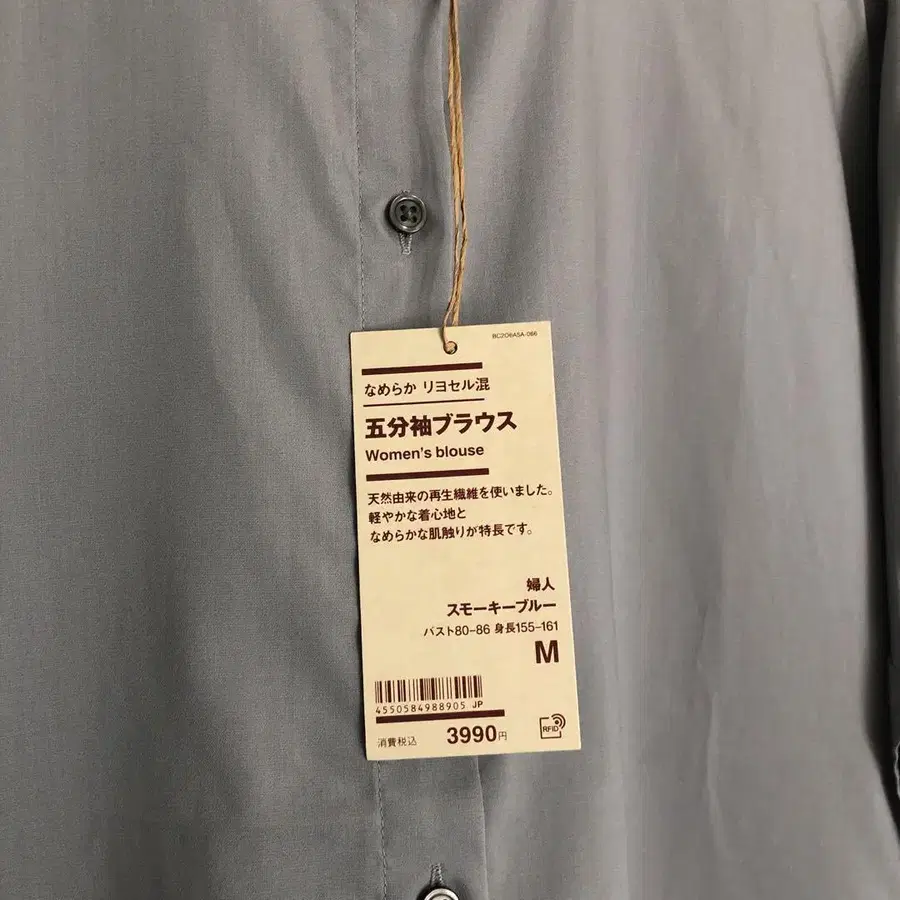 BC2O6A5A-086
なめらか リヨセル混
五分袖ブラウス
Women's blouse
天然由来の再生繊維を使いました。
軽やかな着心地と
なめらかな肌触りが特長です。
婦人
スモーキーブルー
バスト80-86 身長155-161
M
4550584988905 JP
消費税込 3990円
RFID